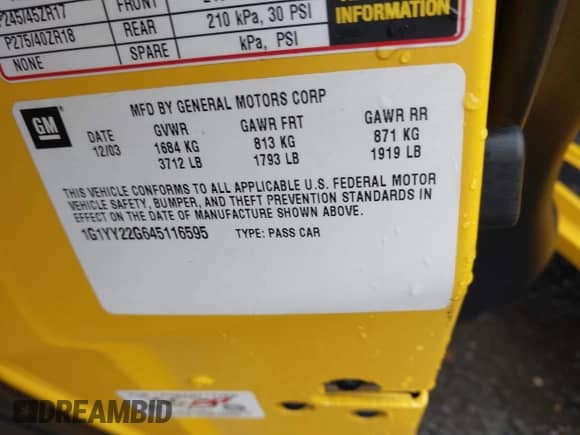 P245/45ZR17 FRONT
P275/40ZR18 REAR 210 kPa, 30 PSI
NONE SPARE kPa, PSI
INFORMATION
GM
MFD BY GENERAL MOTORS CORP
DATE GVWR GAWR FRT GAWR RR
12/03 1684 KG 813 KG 871 KG
3712 LB 1793 LB 1919 LB
THIS VEHICLE CONFORMS TO ALL APPLICABLE U.S. FEDERAL MOTOR
VEHICLE SAFETY, BUMPER, AND THEFT PREVENTION STANDARDS IN
EFFECT ON THE DATE OF MANUFACTURE SHOWN ABOVE.
1G1YY22G645116595 TYPE: PASS CAR
DREAMBID